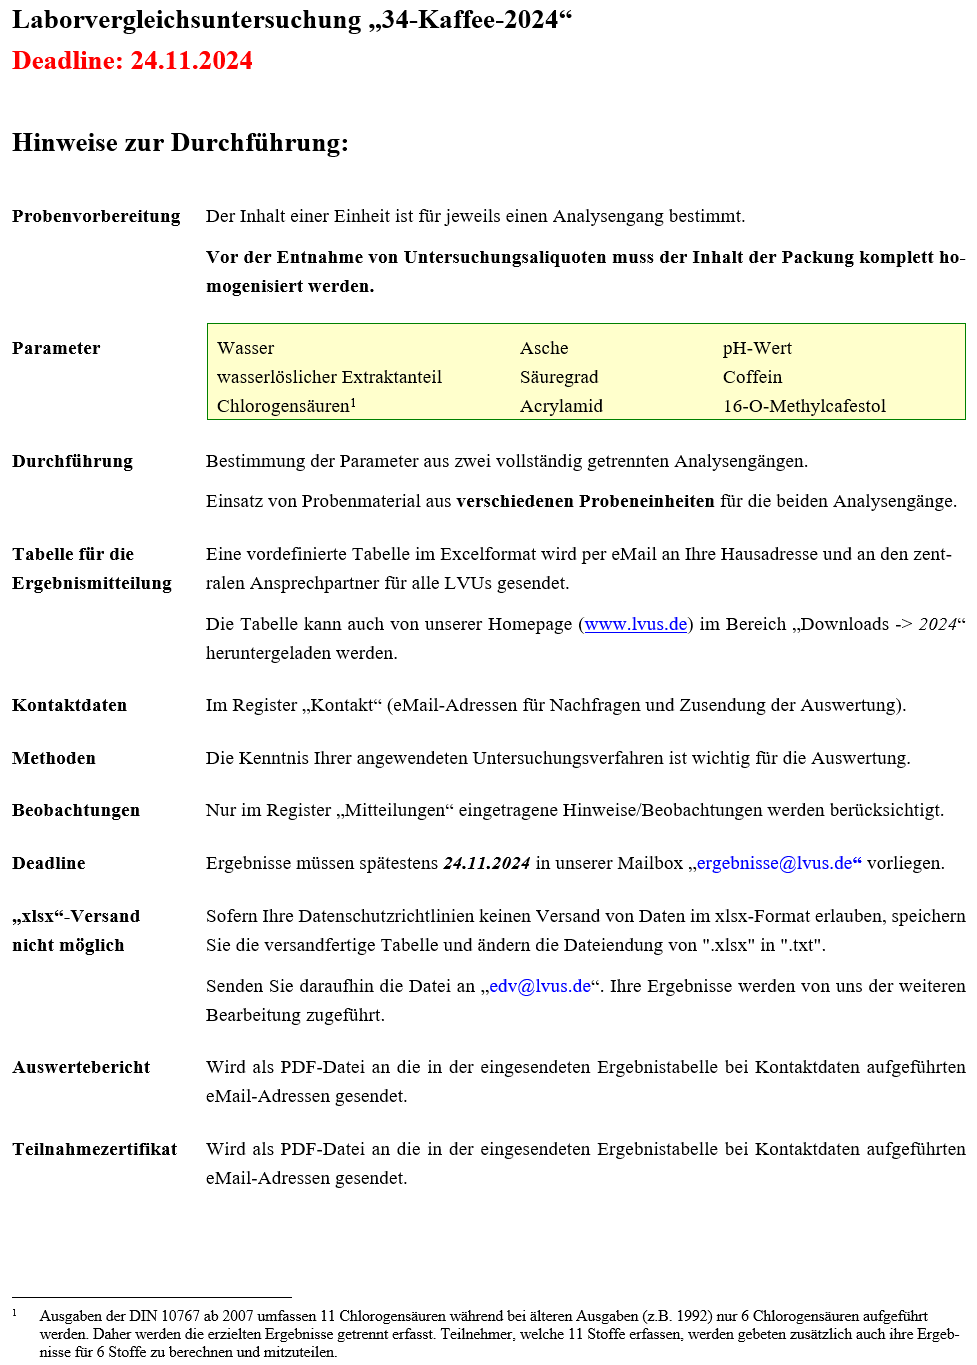 Laborvergleichsuntersuchung „34-Kaffee-2024“
Deadline: 24.11.2024
Hinweise zur Durchführung:
Probenvorbereitung Der Inhalt einer Einheit ist für jeweils einen Analysengang bestimmt.
Vor der Entnahme von Untersuchungsaliquoten muss der Inhalt der Packung komplett ho-
mogenisiert werden.
Parameter Wasser Asche pH-Wert
wasserlöslicher Extraktanteil Säuregrad Coffein
Chlorogensäuren¹ Acrylamid 16-O-Methylcafestol
Durchführung Bestimmung der Parameter aus zwei vollständig getrennten Analysengängen.
Einsatz von Probenmaterial aus verschiedenen Probeneinheiten für die beiden Analysengänge.
Tabelle für die Eine vordefinierte Tabelle im Excelformat wird per eMail an Ihre Hausadresse und an den zent-
Ergebnismitteilung ralen Ansprechpartner für alle LVUs gesendet.
Die Tabelle kann auch von unserer Homepage (www.lvus.de) im Bereich „Downloads -> 2024“
heruntergeladen werden.
Kontaktdaten Im Register „Kontakt“ (eMail-Adressen für Nachfragen und Zusendung der Auswertung).
Methoden Die Kenntnis Ihrer angewendeten Untersuchungsverfahren ist wichtig für die Auswertung.
Beobachtungen Nur im Register „Mitteilungen“ eingetragene Hinweise/Beobachtungen werden berücksichtigt.
Deadline Ergebnisse müssen spätestens 24.11.2024 in unserer Mailbox „ergebnisse@lvus.de“ vorliegen.
„xlsx“-Versand Sofern Ihre Datenschutzrichtlinien keinen Versand von Daten im xlsx-Format erlauben, speichern
nicht möglich Sie die versandfertige Tabelle und ändern die Dateiendung von ".xlsx" in ".txt".
Senden Sie daraufhin die Datei an „edv@lvus.de“. Ihre Ergebnisse werden von uns der weiteren
Bearbeitung zugeführt.
Auswertebericht Wird als PDF-Datei an die in der eingesendeten Ergebnistabelle bei Kontaktdaten aufgeführten
eMail-Adressen gesendet.
Teilnahmezertifikat Wird als PDF-Datei an die in der eingesendeten Ergebnistabelle bei Kontaktdaten aufgeführten
eMail-Adressen gesendet.
¹ Ausgaben der DIN 10767 ab 2007 umfassen 11 Chlorogensäuren während bei älteren Ausgaben (z.B. 1992) nur 6 Chlorogensäuren aufgeführt
werden. Daher werden die erzielten Ergebnisse getrennt erfasst. Teilnehmer, welche 11 Stoffe erfassen, werden gebeten zusätzlich auch ihre Ergeb-
nisse für 6 Stoffe zu berechnen und mitzuteilen.